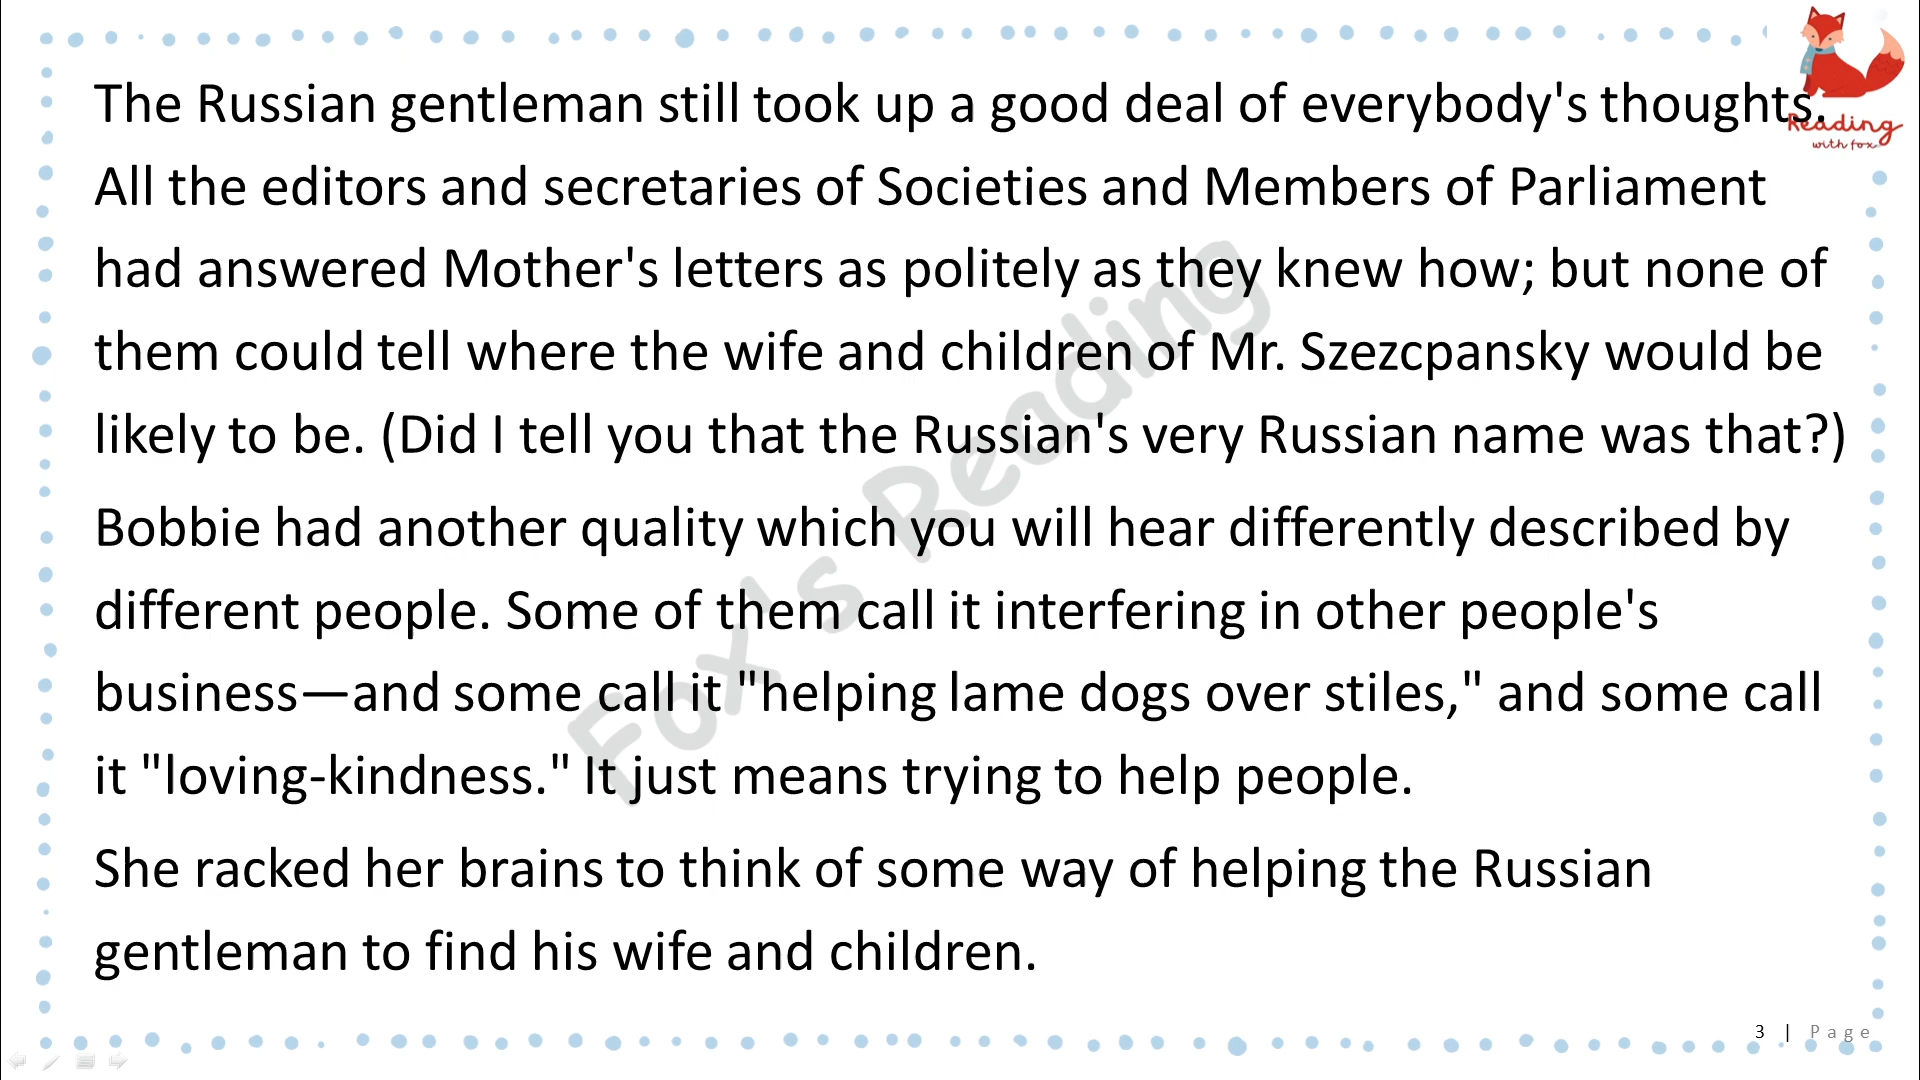 The Russian gentleman still took up a good deal of everybody's thoughts.
All the editors and secretaries of Societies and Members of Parliament
had answered Mother's letters as politely as they knew how; but none of
them could tell where the wife and children of Mr. Szezcpansky would be
likely to be. (Did I tell you that the Russian's very Russian name was that?)
Bobbie had another quality which you will hear differently described by
different people. Some of them call it interfering in other people's
business—and some call it "helping lame dogs over stiles," and some call
it "loving-kindness." It just means trying to help people.
She racked her brains to think of some way of helping the Russian
gentleman to find his wife and children.
Reading
with fox
Fox's Reading
3 | Page